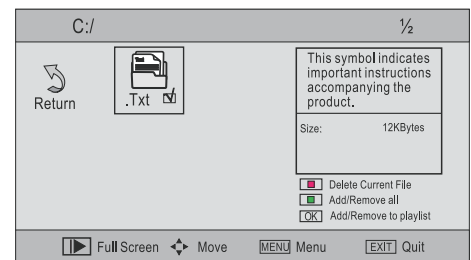 C:/ ½
Return
.Txt
This symbol indicates
important instructions
accompanying the
product.
Size: 12KBytes
Delete Current File
Add/Remove all
OK Add/Remove to playlist
Full Screen Move MENU Menu EXIT Quit